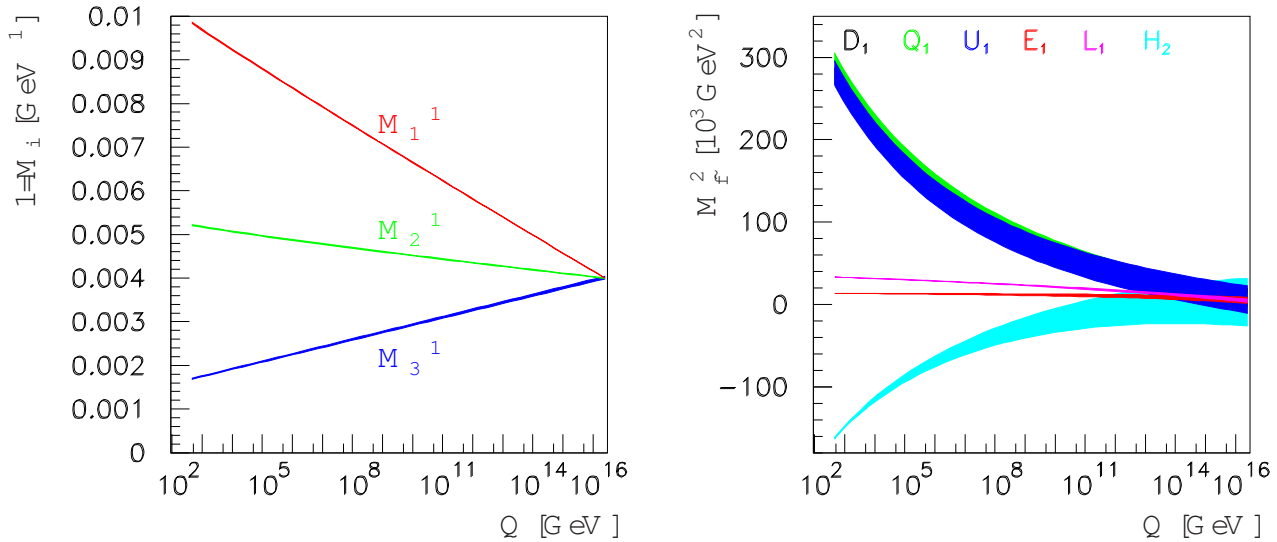 1=M i [G eV 1]
0.01
0.009
0.008
0.007
0.006
0.005
0.004
0.003
0.002
0.001
0
M 1 1
M 2 1
M 3 1
10^2 10^5 10^8 10^11 10^14 10^16
Q [G eV]
M 2 f̃ [10^3 G eV^2]
300
200
100
0
−100
D1 Q1 U1 E1 L1 H2
10^2 10^5 10^8 10^11 10^14 10^16
Q [G eV]